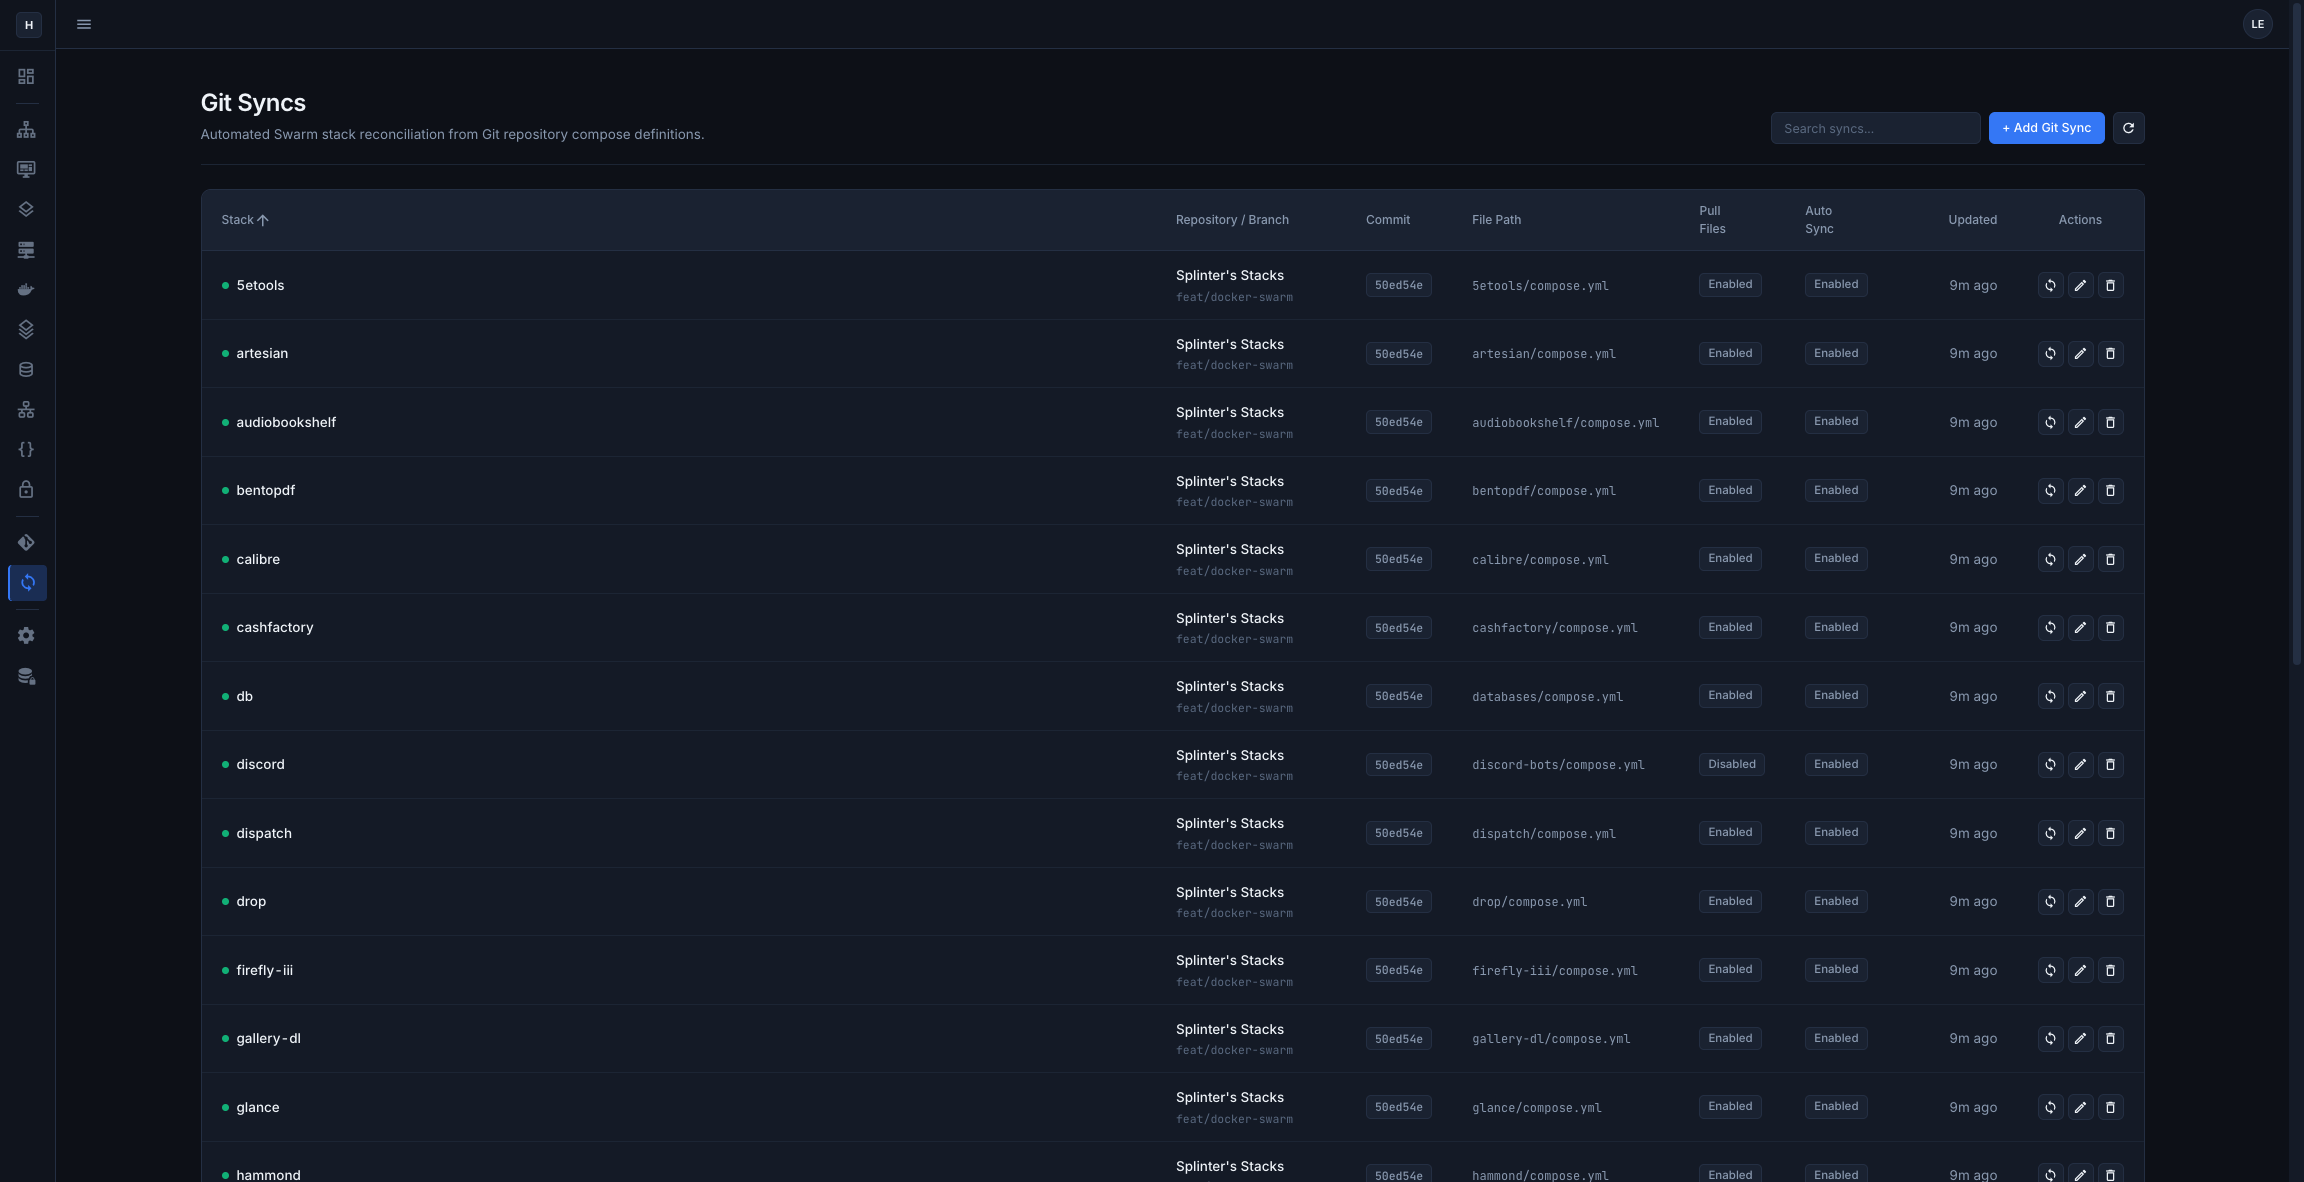 H
LE
Git Syncs
Automated Swarm stack reconciliation from Git repository compose definitions.
Search syncs...
+ Add Git Sync
Stack Repository / Branch Commit File Path Pull Files Auto Sync Updated Actions
5etools Splinter's Stacks 50ed54e 5etools/compose.yml Enabled Enabled 9m ago
feat/docker-swarm
artesian Splinter's Stacks 50ed54e artesian/compose.yml Enabled Enabled 9m ago
feat/docker-swarm
audiobookshelf Splinter's Stacks 50ed54e audiobookshelf/compose.yml Enabled Enabled 9m ago
feat/docker-swarm
bentopdf Splinter's Stacks 50ed54e bentopdf/compose.yml Enabled Enabled 9m ago
feat/docker-swarm
calibre Splinter's Stacks 50ed54e calibre/compose.yml Enabled Enabled 9m ago
feat/docker-swarm
cashfactory Splinter's Stacks 50ed54e cashfactory/compose.yml Enabled Enabled 9m ago
feat/docker-swarm
db Splinter's Stacks 50ed54e databases/compose.yml Enabled Enabled 9m ago
feat/docker-swarm
discord Splinter's Stacks 50ed54e discord-bots/compose.yml Disabled Enabled 9m ago
feat/docker-swarm
dispatch Splinter's Stacks 50ed54e dispatch/compose.yml Enabled Enabled 9m ago
feat/docker-swarm
drop Splinter's Stacks 50ed54e drop/compose.yml Enabled Enabled 9m ago
feat/docker-swarm
firefly-iii Splinter's Stacks 50ed54e firefly-iii/compose.yml Enabled Enabled 9m ago
feat/docker-swarm
gallery-dl Splinter's Stacks 50ed54e gallery-dl/compose.yml Enabled Enabled 9m ago
feat/docker-swarm
glance Splinter's Stacks 50ed54e glance/compose.yml Enabled Enabled 9m ago
feat/docker-swarm
hammond Splinter's Stacks 50ed54e hammond/compose.yml Enabled Enabled 9m ago